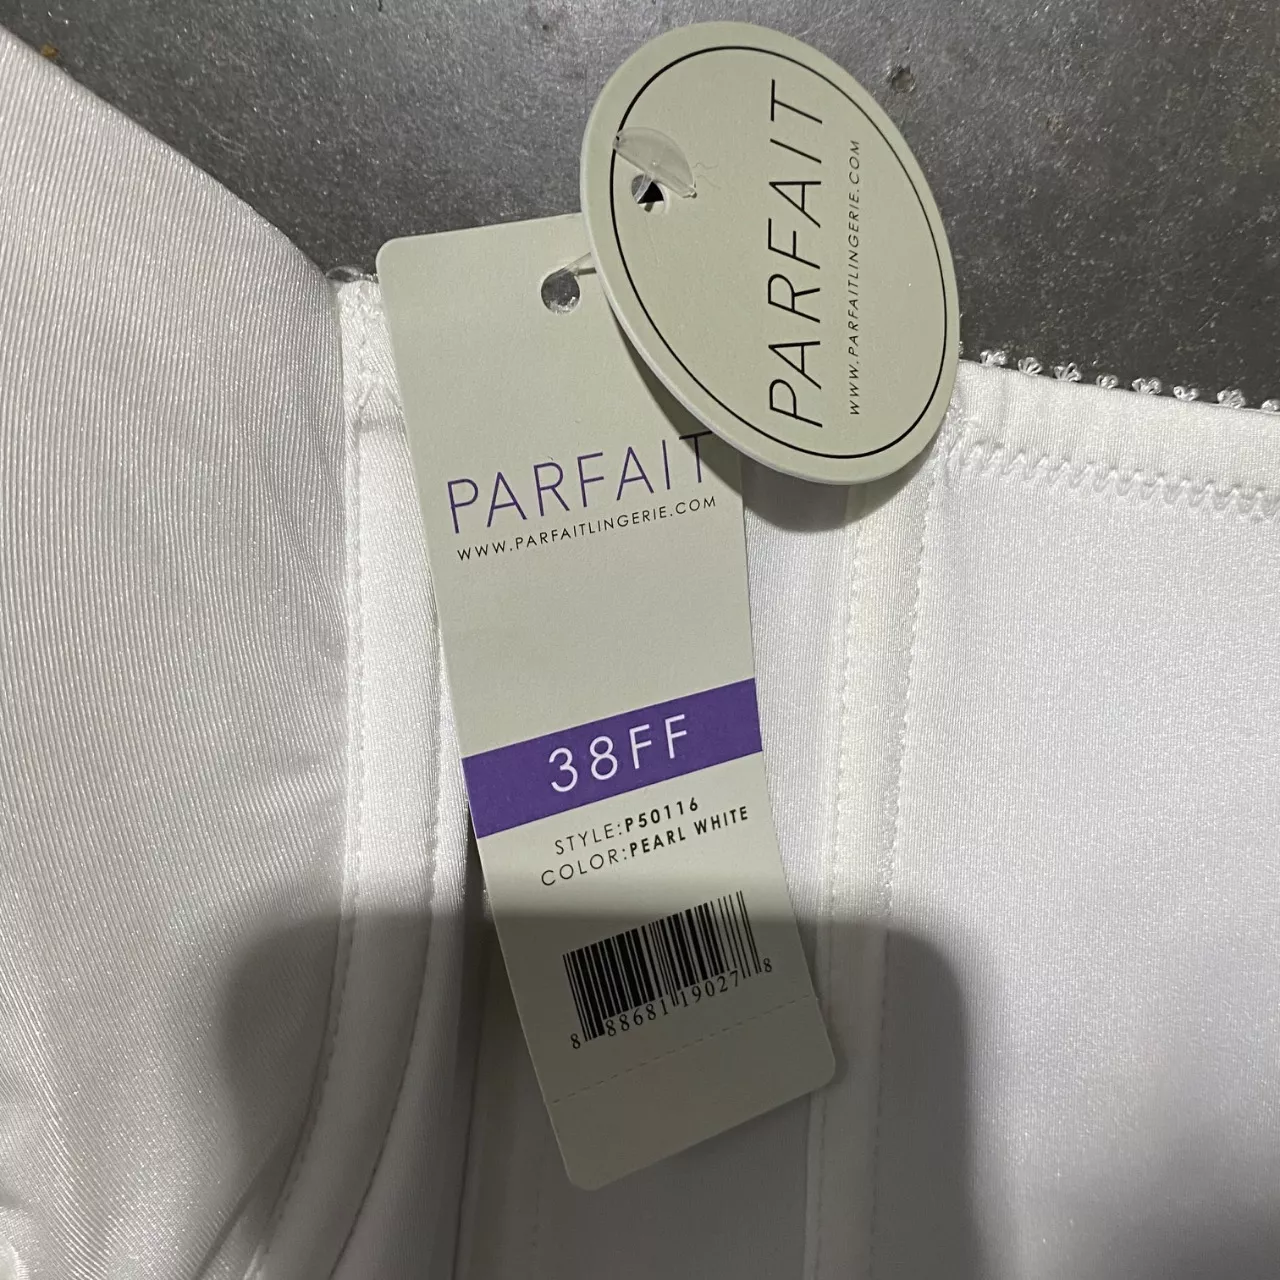 PARFAIT
WWW.PARFAITLINGERIE.COM
PARFAIT
WWW.PARFAITLINGERIE.COM
38FF
STYLE:P50116
COLOR:PEARL WHITE
8 88681 19027 8